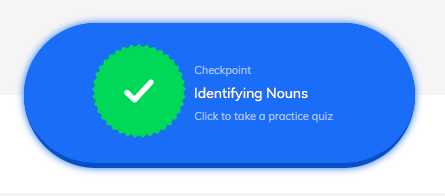 Checkpoint
Identifying Nouns
Click to take a practice quiz